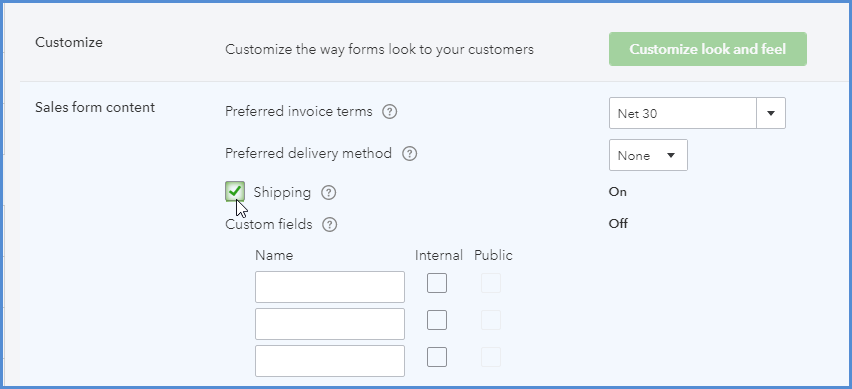 Customize
Customize the way forms look to your customers
Customize look and feel
Sales form content
Preferred invoice terms ?
Net 30
Preferred delivery method ?
None
Shipping ?
On
Custom fields ?
Off
Name Internal Public